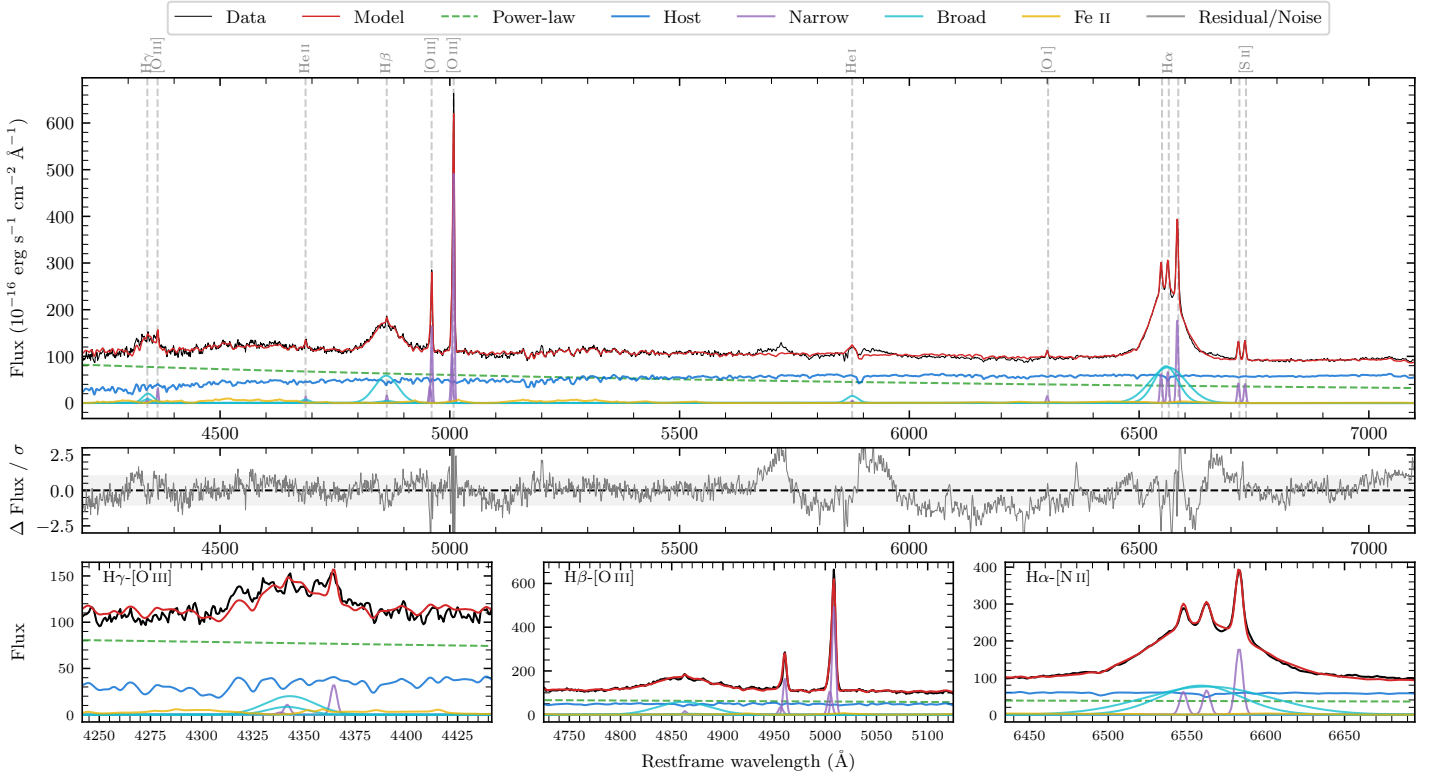 Data Model Power-law Host Narrow Broad Fe II Residual/Noise
Hγ [O III] He II Hβ [O III] [O III] He I [O I] Hα [S II]
Flux (10⁻¹⁶ erg s⁻¹ cm⁻² Å⁻¹)
600
500
400
300
200
100
0
4500 5000 5500 6000 6500 7000
Δ Flux / σ
2.5
0.0
−2.5
4500 5000 5500 6000 6500 7000
Flux
Hγ-[O III]
150
100
50
0
4250 4275 4300 4325 4350 4375 4400 4425
Hβ-[O III]
600
400
200
0
4750 4800 4850 4900 4950 5000 5050 5100
Hα-[N II]
400
300
200
100
0
6450 6500 6550 6600 6650
Restframe wavelength (Å)